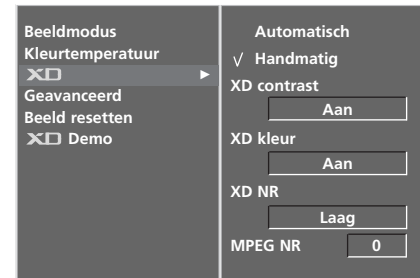 Beeldmodus
Kleurtemperatuur
XD
Geavanceerd
Beeld resetten
XD Demo
Automatisch
√ Handmatig
XD contrast
Aan
XD kleur
Aan
XD NR
Laag
MPEG NR 0